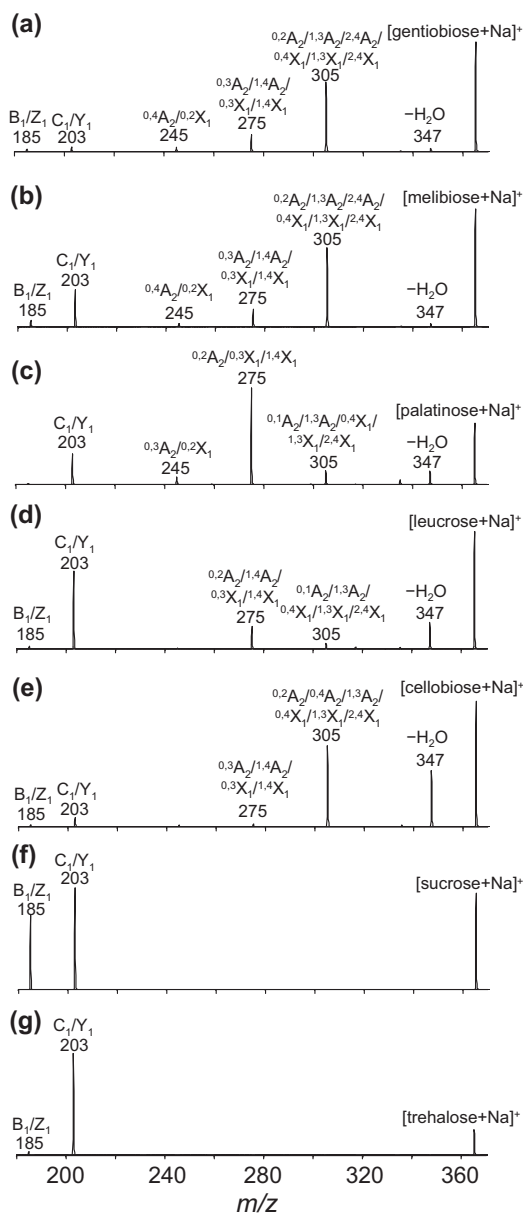 (a)
[gentiobiose+Na]⁺
⁰,²A₂/¹,³A₂/²,⁴A₂/
⁰,⁴X₁/¹,³X₁/²,⁴X₁
305
⁰,³A₂/¹,⁴A₂/
⁰,³X₁/¹,⁴X₁
275
B₁/Z₁
185
C₁/Y₁
203
⁰,⁴A₂/⁰,²X₁
245
−H₂O
347
(b)
[melibiose+Na]⁺
⁰,²A₂/¹,³A₂/²,⁴A₂/
⁰,⁴X₁/¹,³X₁/²,⁴X₁
305
⁰,³A₂/¹,⁴A₂/
⁰,³X₁/¹,⁴X₁
275
B₁/Z₁
185
C₁/Y₁
203
⁰,⁴A₂/⁰,²X₁
245
−H₂O
347
(c)
[palatinose+Na]⁺
⁰,²A₂/⁰,³X₁/¹,⁴X₁
275
C₁/Y₁
203
⁰,³A₂/⁰,²X₁
245
⁰,¹A₂/¹,³A₂/⁰,⁴X₁/
¹,³X₁/²,⁴X₁
305
−H₂O
347
(d)
[leucrose+Na]⁺
C₁/Y₁
203
B₁/Z₁
185
⁰,²A₂/¹,⁴A₂/
⁰,³X₁/¹,⁴X₁
275
⁰,¹A₂/¹,³A₂/
⁰,⁴X₁/¹,³X₁/²,⁴X₁
305
−H₂O
347
(e)
[cellobiose+Na]⁺
⁰,²A₂/⁰,⁴A₂/¹,³A₂/
⁰,⁴X₁/¹,³X₁/²,⁴X₁
305
−H₂O
347
⁰,³A₂/¹,⁴A₂/
⁰,³X₁/¹,⁴X₁
275
B₁/Z₁
185
C₁/Y₁
203
(f)
[sucrose+Na]⁺
B₁/Z₁
185
C₁/Y₁
203
(g)
[trehalose+Na]⁺
C₁/Y₁
203
B₁/Z₁
185
200 240 280 320 360
m/z